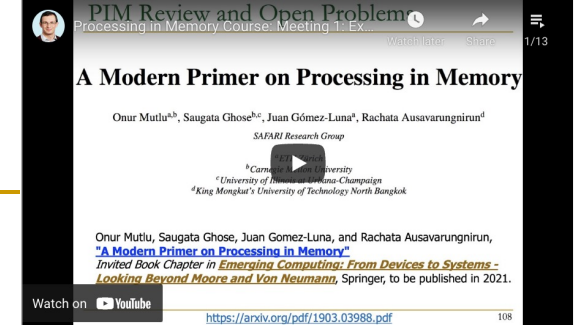 PIM Review and Open Problems
Processing in Memory Course: Meeting 1: Ex...
Watch later
Share
1/13
A Modern Primer on Processing in Memory
Onur Mutlu^a,b, Saugata Ghose^b,c, Juan Gómez-Luna^a, Rachata Ausavarungnirun^d
SAFARI Research Group
^a ETH Zürich
^b Carnegie Mellon University
^c University of Illinois at Urbana-Champaign
^d King Mongkut's University of Technology North Bangkok
Onur Mutlu, Saugata Ghose, Juan Gomez-Luna, and Rachata Ausavarungnirun,
"A Modern Primer on Processing in Memory"
Invited Book Chapter in Emerging Computing: From Devices to Systems -
Looking Beyond Moore and Von Neumann, Springer, to be published in 2021.
Watch on YouTube
https://arxiv.org/pdf/1903.03988.pdf
108